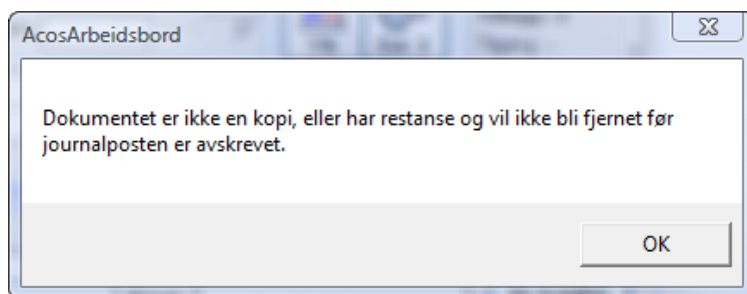 AcosArbeidsbord
Dokumentet er ikke en kopi, eller har restanse og vil ikke bli fjernet før
journalposten er avskrevet.
OK